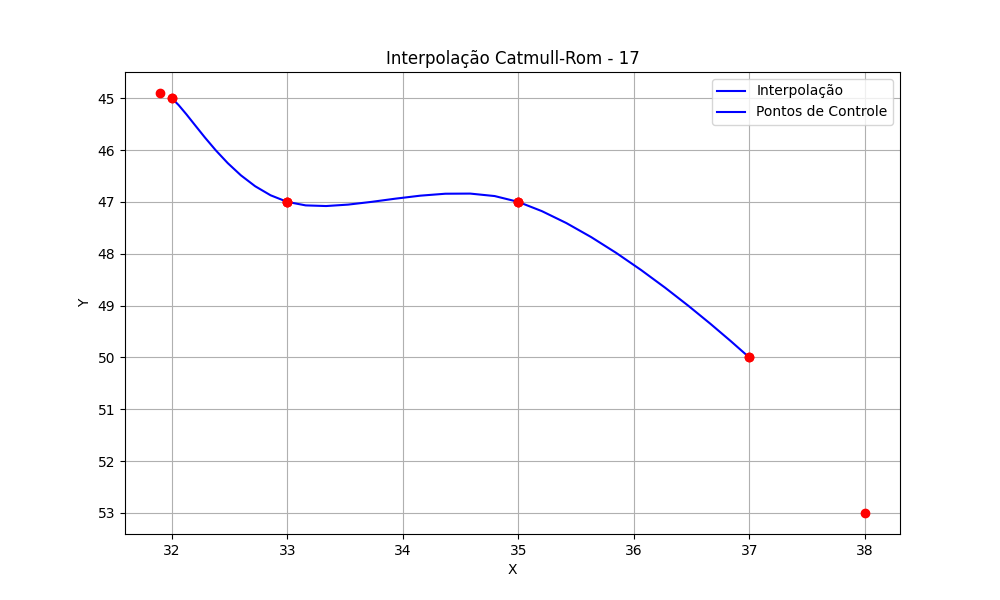 Interpolação Catmull-Rom - 17
Interpolação
Pontos de Controle
Y
45
46
47
48
49
50
51
52
53
32 33 34 35 36 37 38
X